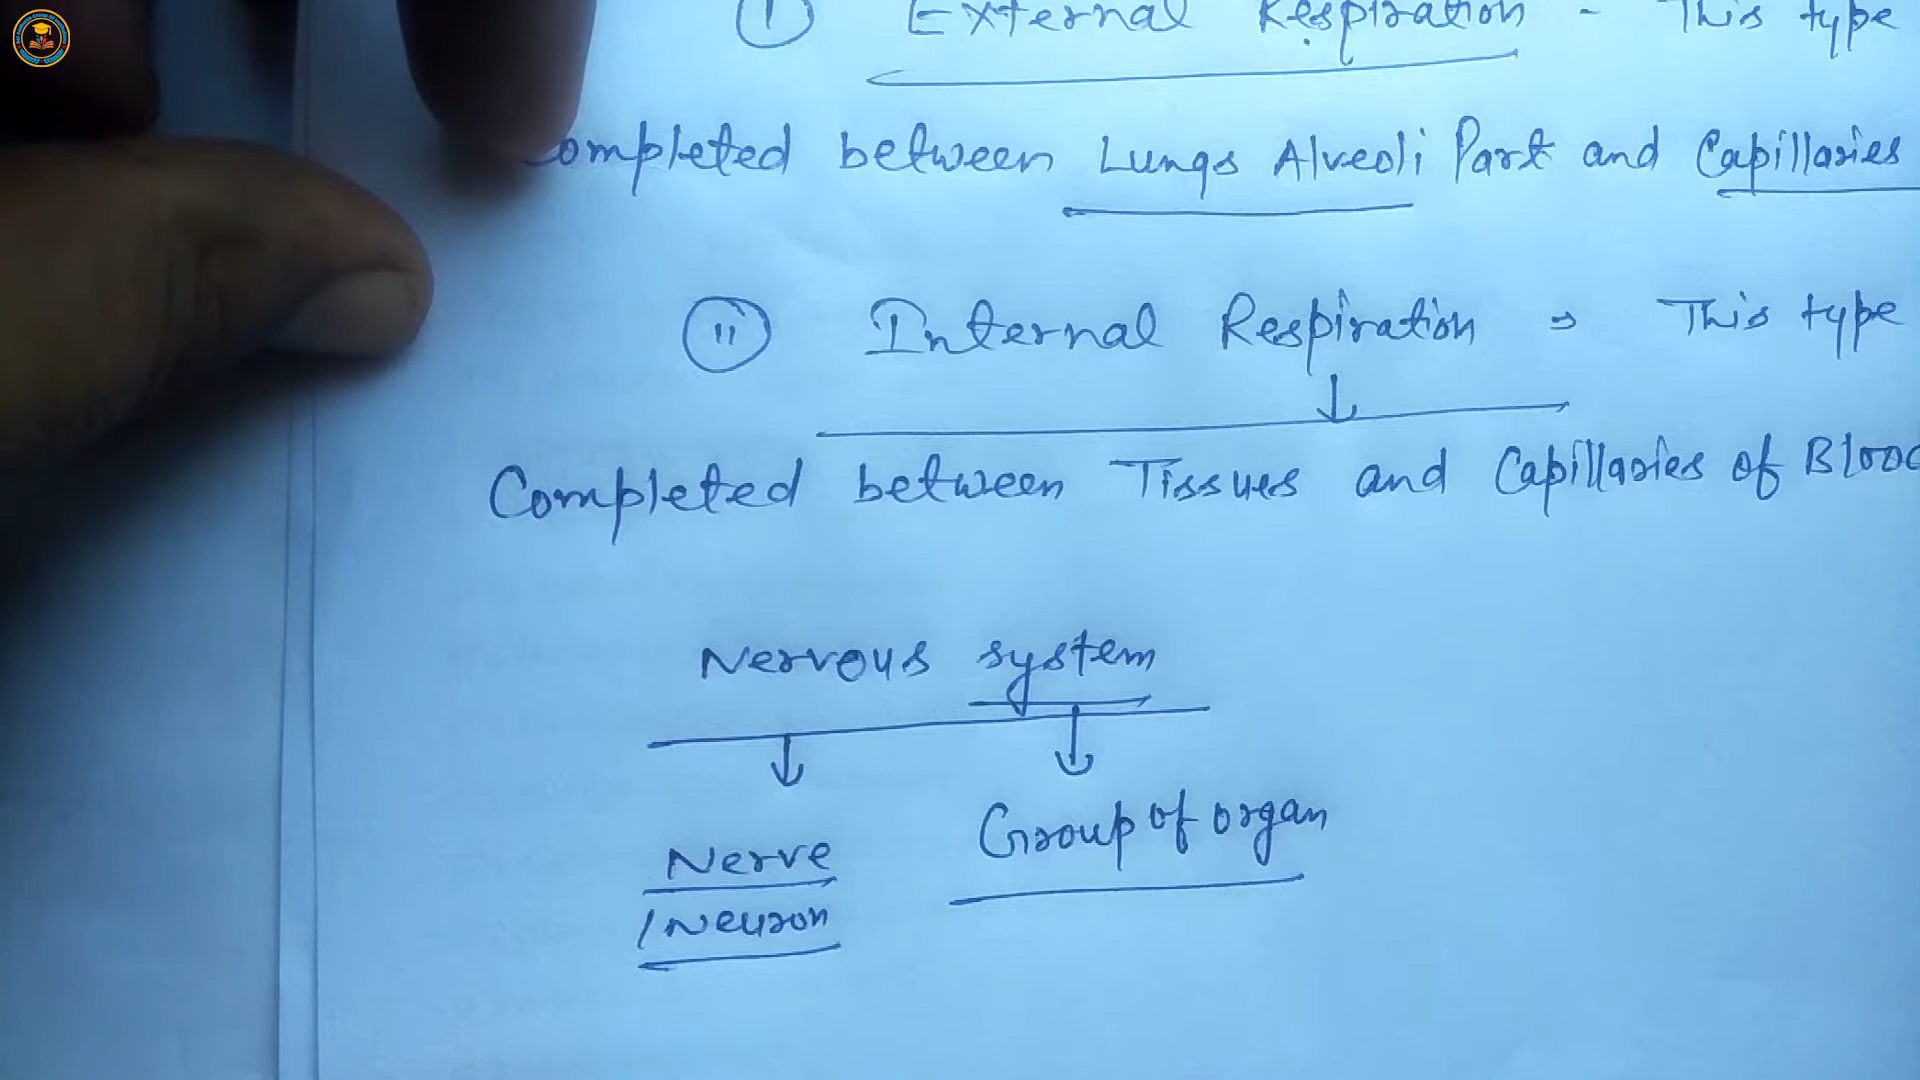 (I) External Respiration - This type
Completed between Lungs Alveoli Part and Capillaries
(II) Internal Respiration ⇒ This type
Completed between Tissues and Capillaries of Blood
Nervous system
Nerve Group of organ
/Neuron